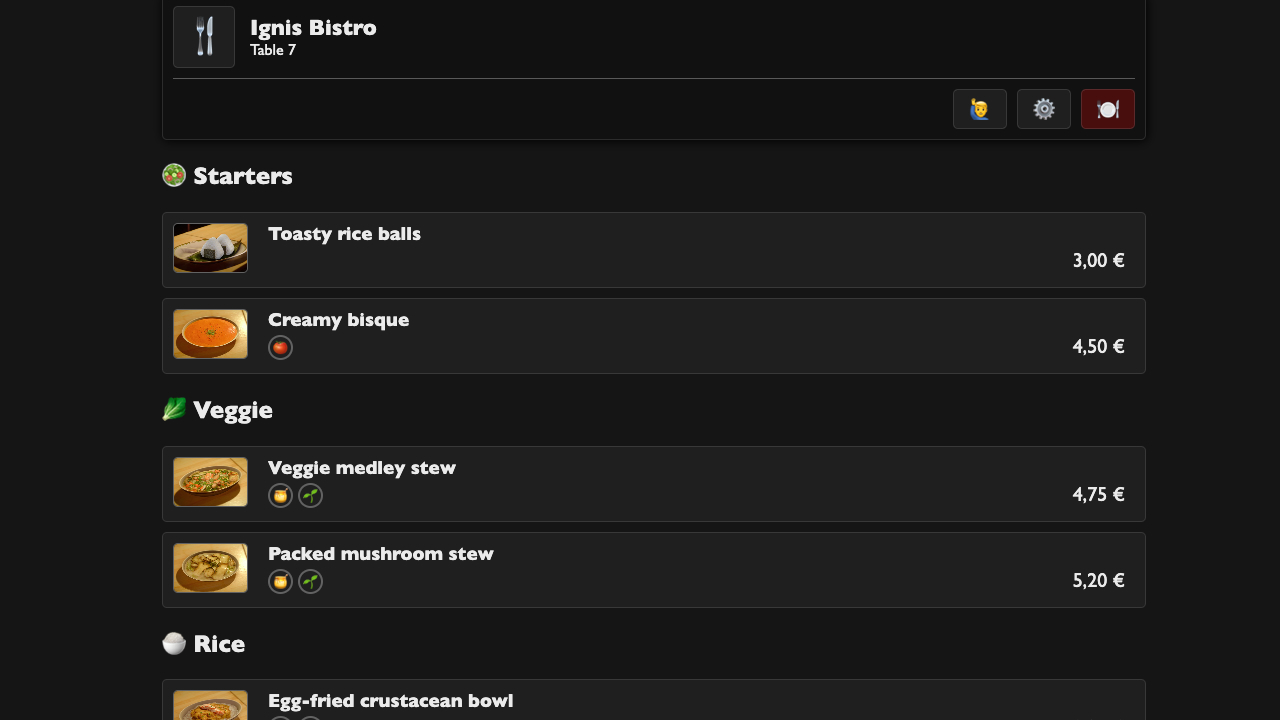 Ignis Bistro
Table 7
Starters
Toasty rice balls
3,00 €
Creamy bisque
4,50 €
Veggie
Veggie medley stew
4,75 €
Packed mushroom stew
5,20 €
Rice
Egg-fried crustacean bowl